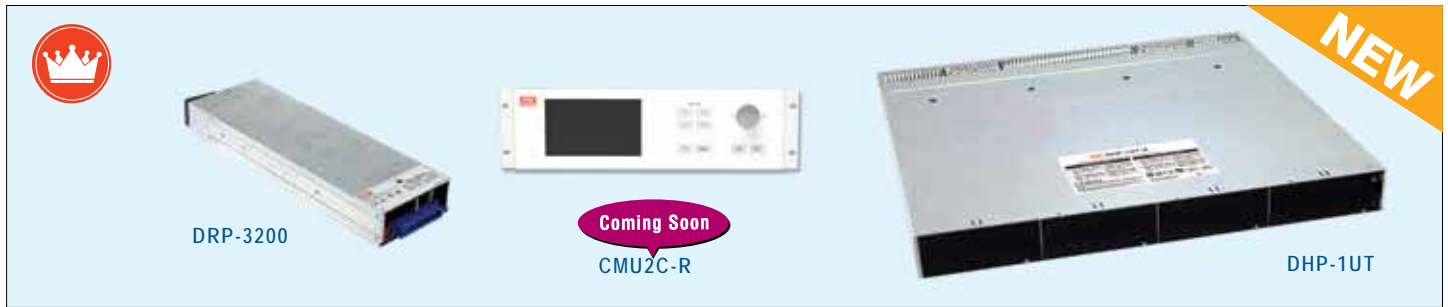 NEW
DRP-3200
Coming Soon
CMU2C-R
DHP-1UT